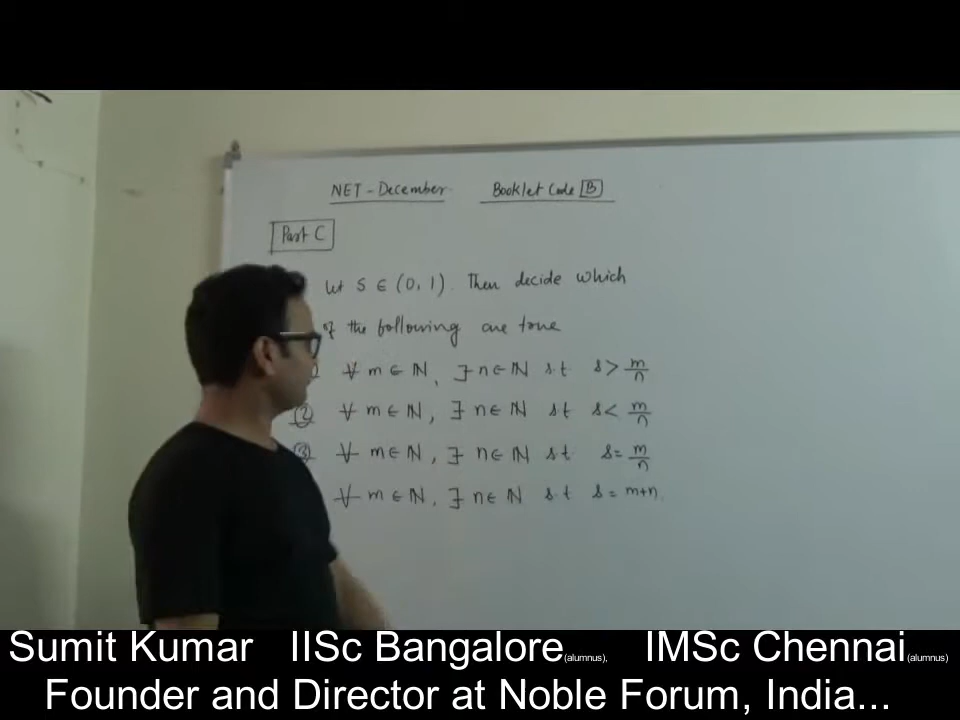 NET - December Booklet Code B
Part C
Let S ∈ (0, 1). Then decide which
of the following are true
∀ m ∈ ℕ, ∃ n ∈ ℕ s.t s > m/n
② ∀ m ∈ ℕ, ∃ n ∈ ℕ st s < m/n
③ ∀ m ∈ ℕ, ∃ n ∈ ℕ s.t s = m/n
∀ m ∈ ℕ, ∃ n ∈ ℕ s.t s = m+n
Sumit Kumar IISc Bangalore(alumnus), IMSc Chennai(alumnus)
Founder and Director at Noble Forum, India...